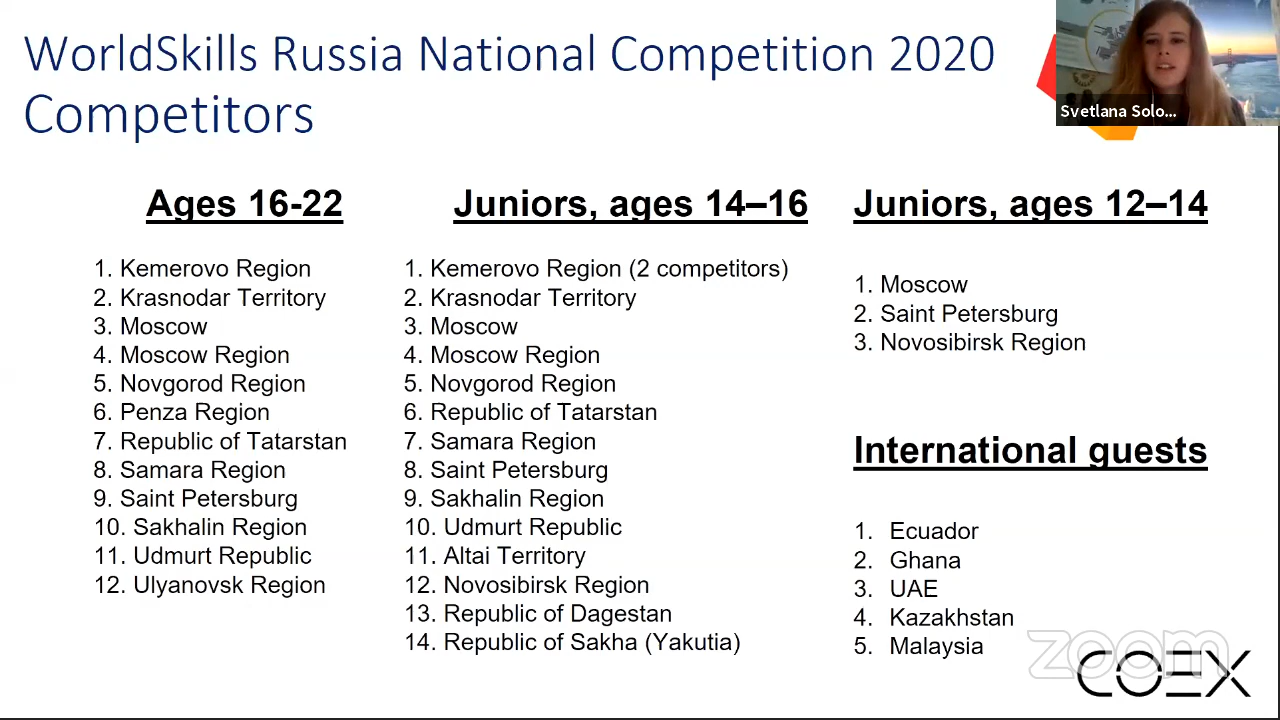 WorldSkills Russia National Competition 2020
Competitors
Svetlana Solo...
Ages 16-22
1. Kemerovo Region
2. Krasnodar Territory
3. Moscow
4. Moscow Region
5. Novgorod Region
6. Penza Region
7. Republic of Tatarstan
8. Samara Region
9. Saint Petersburg
10. Sakhalin Region
11. Udmurt Republic
12. Ulyanovsk Region
Juniors, ages 14–16
1. Kemerovo Region (2 competitors)
2. Krasnodar Territory
3. Moscow
4. Moscow Region
5. Novgorod Region
6. Republic of Tatarstan
7. Samara Region
8. Saint Petersburg
9. Sakhalin Region
10. Udmurt Republic
11. Altai Territory
12. Novosibirsk Region
13. Republic of Dagestan
14. Republic of Sakha (Yakutia)
Juniors, ages 12–14
1. Moscow
2. Saint Petersburg
3. Novosibirsk Region
International guests
1. Ecuador
2. Ghana
3. UAE
4. Kazakhstan
5. Malaysia
zoom
COEX